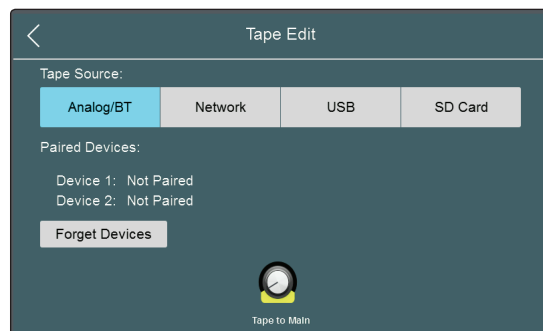 Tape Edit
Tape Source:
Analog/BT Network USB SD Card
Paired Devices:
Device 1: Not Paired
Device 2: Not Paired
Forget Devices
Tape to Main